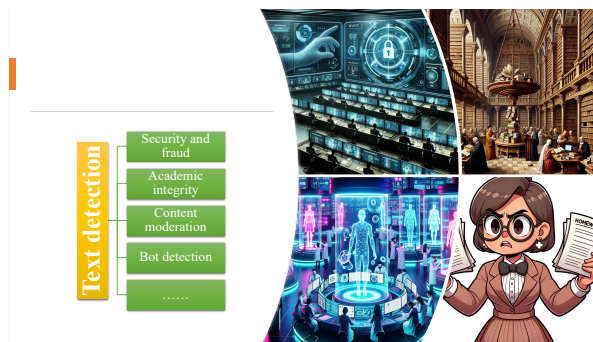 Text detection
Security and
fraud
Academic
integrity
Content
moderation
Bot detection
……